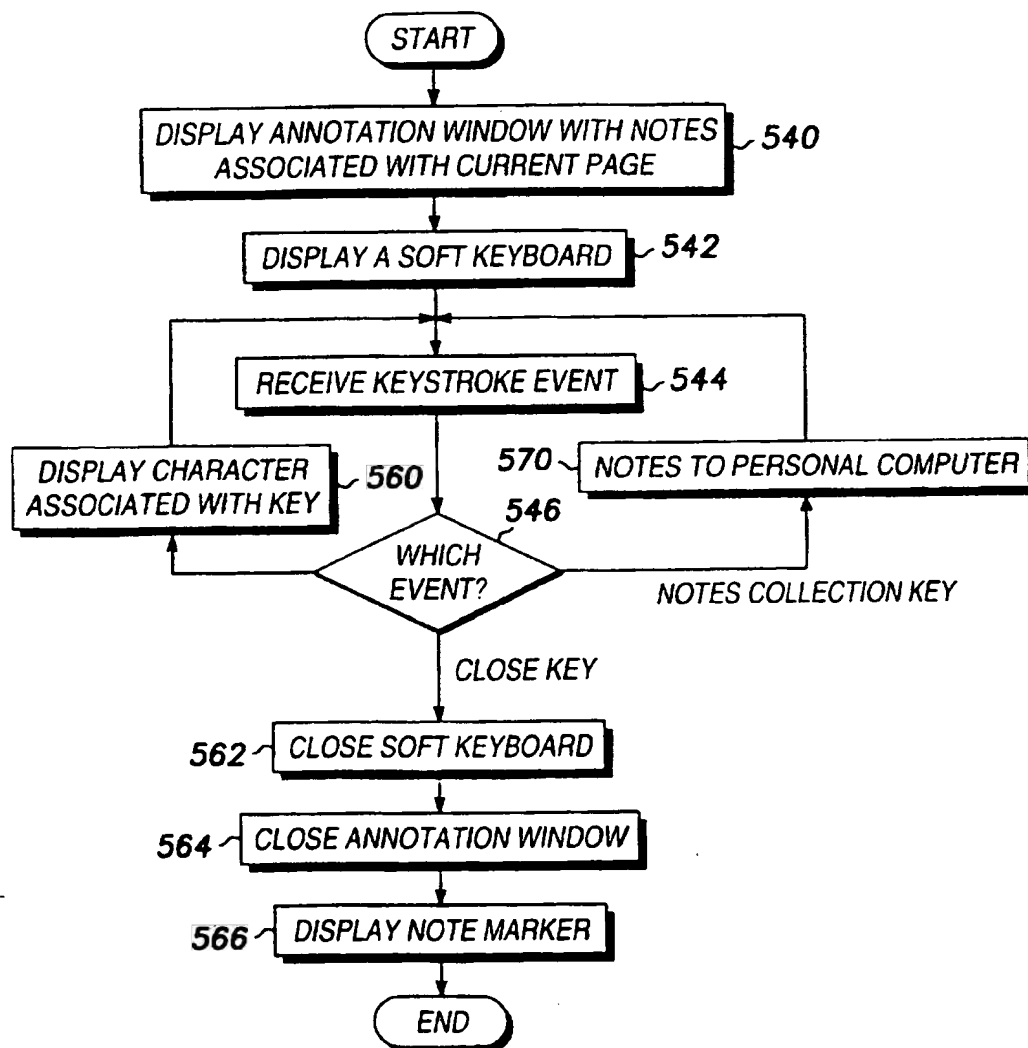 START
DISPLAY ANNOTATION WINDOW WITH NOTES
ASSOCIATED WITH CURRENT PAGE
540
DISPLAY A SOFT KEYBOARD
542
RECEIVE KEYSTROKE EVENT
544
DISPLAY CHARACTER
ASSOCIATED WITH KEY
560
570
NOTES TO PERSONAL COMPUTER
546
WHICH
EVENT?
NOTES COLLECTION KEY
CLOSE KEY
562
CLOSE SOFT KEYBOARD
564
CLOSE ANNOTATION WINDOW
566
DISPLAY NOTE MARKER
END